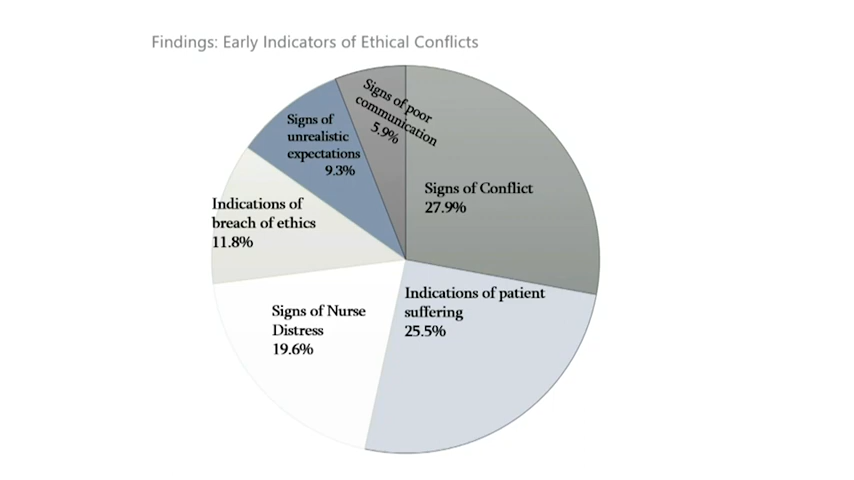 Findings: Early Indicators of Ethical Conflicts
Signs of poor
communication
5.9%
Signs of
unrealistic
expectations
9.3%
Signs of Conflict
27.9%
Indications of
breach of ethics
11.8%
Indications of patient
suffering
25.5%
Signs of Nurse
Distress
19.6%